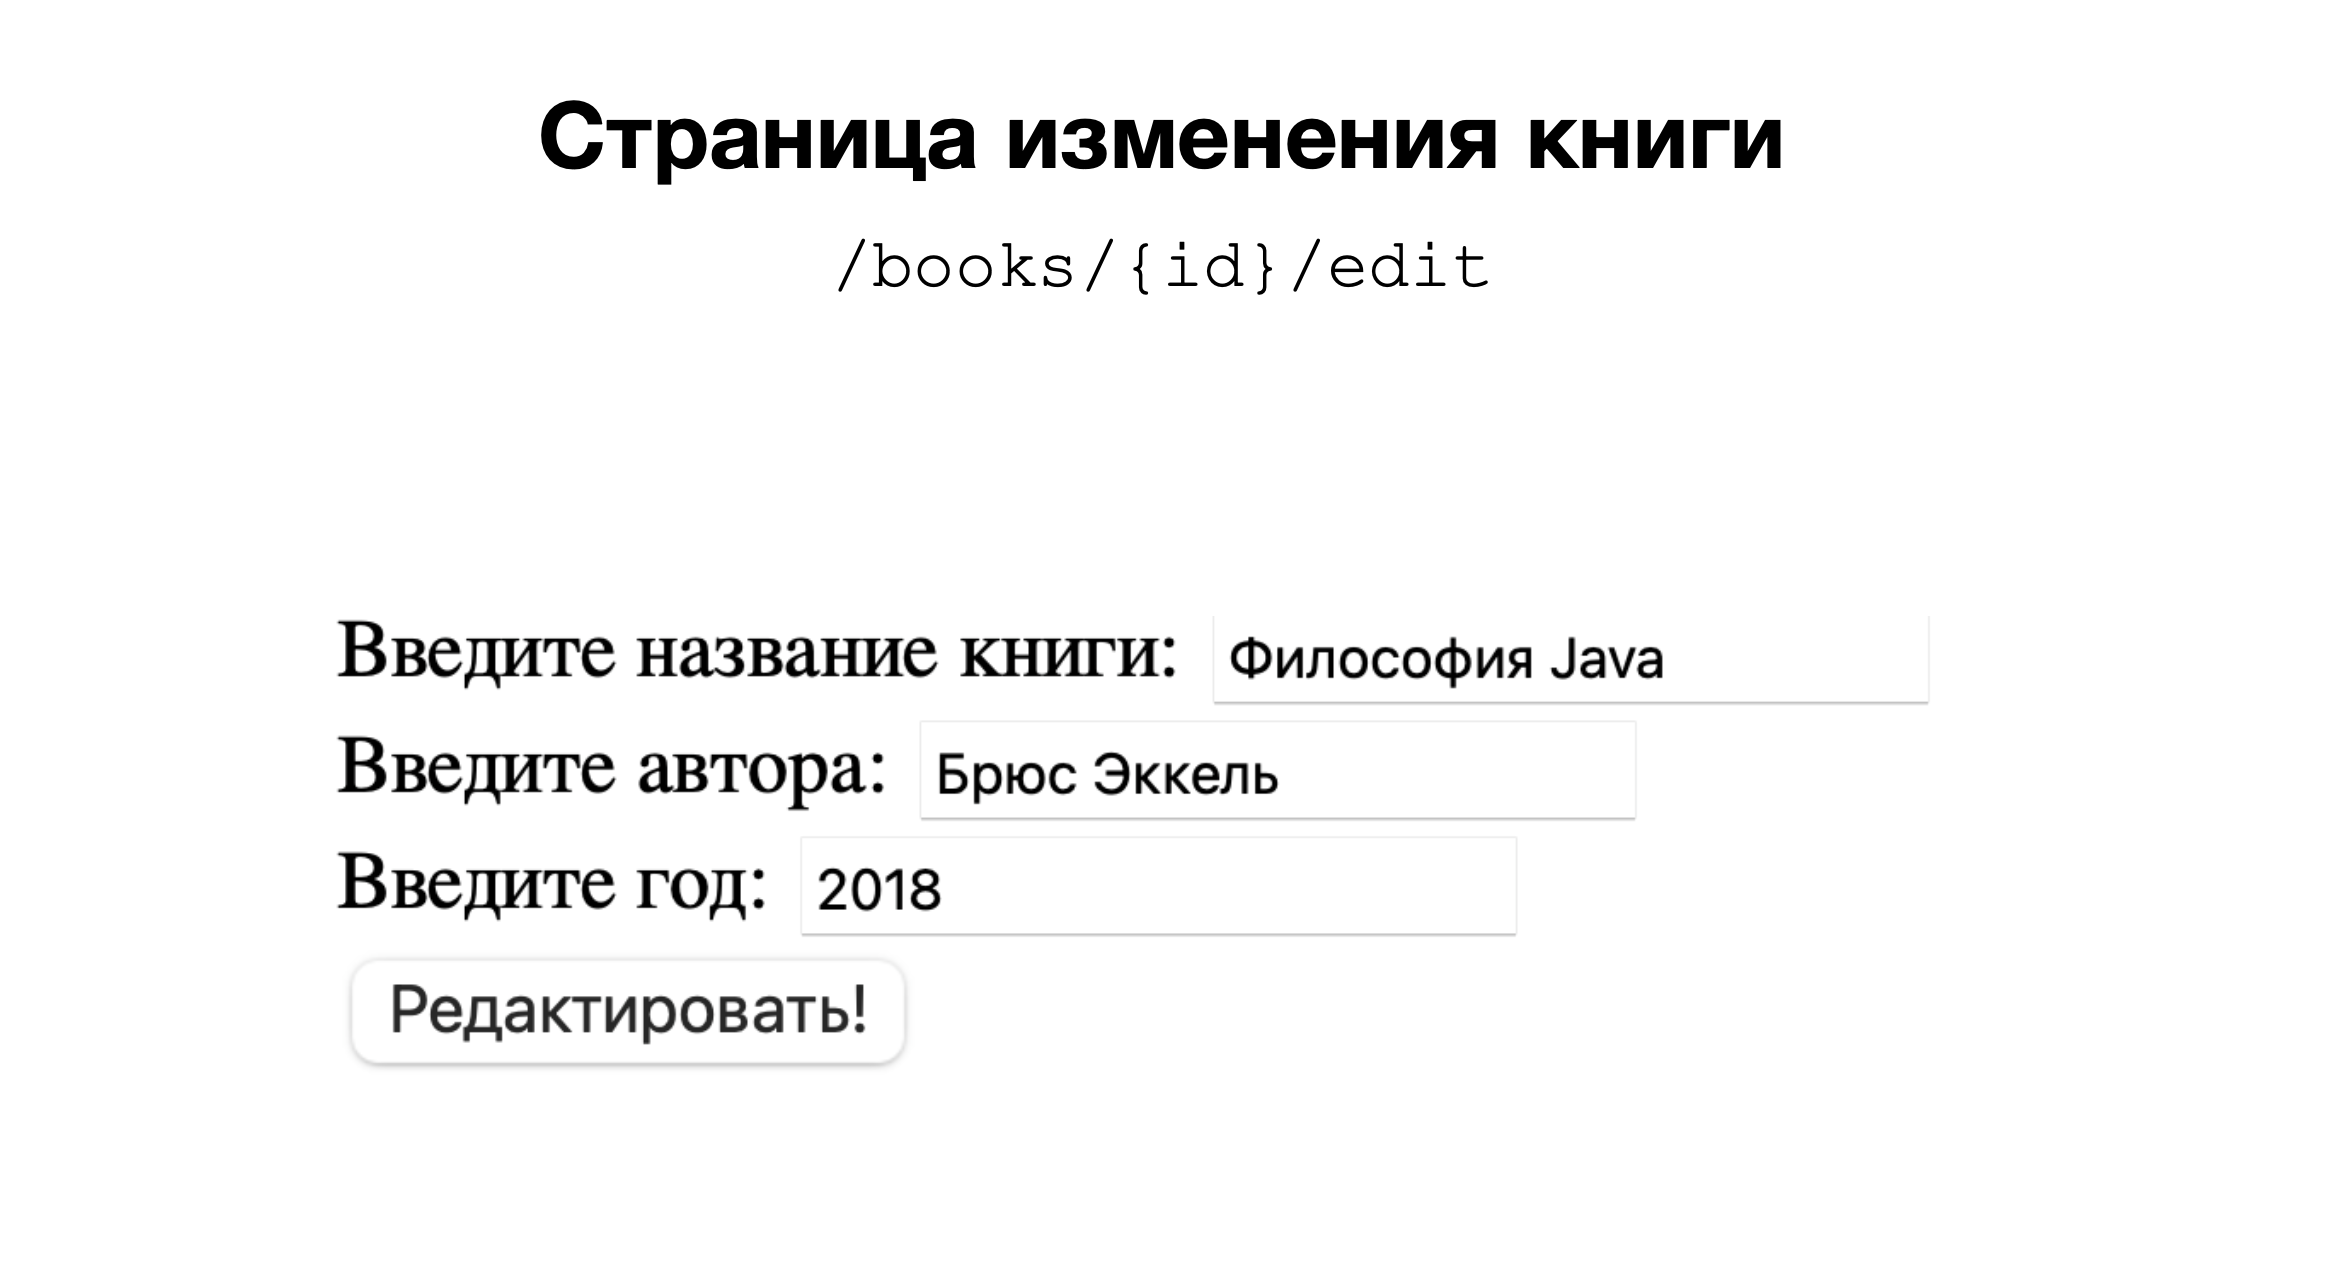 Страница изменения книги
/books/{id}/edit
Введите название книги: Философия Java
Введите автора: Брюс Эккель
Введите год: 2018
Редактировать!